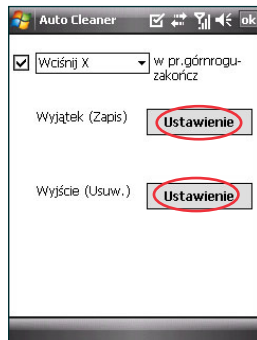 Auto Cleaner ok
Wciśnij X w pr.górnrogu-
zakończ
Wyjątek (Zapis) Ustawienie
Wyjście (Usuw.) Ustawienie